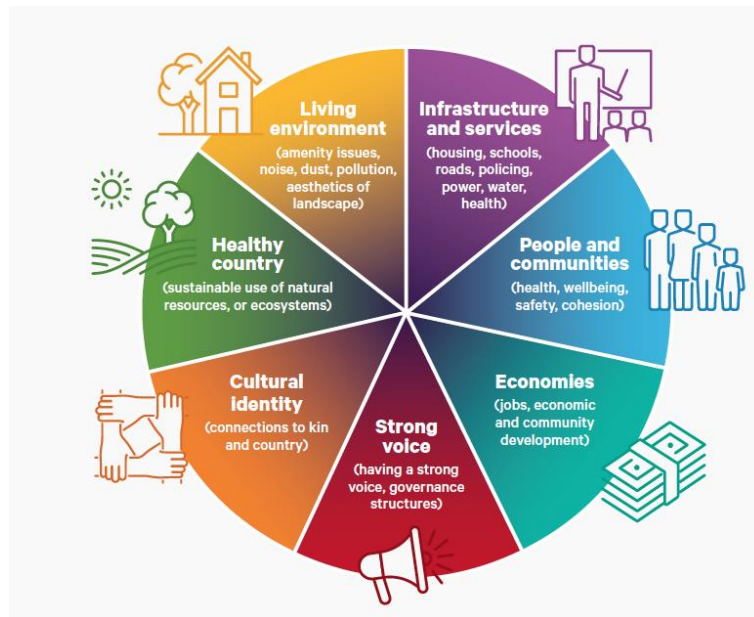 Living
environment
(amenity issues,
noise, dust, pollution,
aesthetics of
landscape)
Infrastructure
and services
(housing, schools,
roads, policing,
power, water,
health)
People and
communities
(health, wellbeing,
safety, cohesion)
Economies
(jobs, economic
and community
development)
Strong
voice
(having a strong
voice, governance
structures)
Cultural
identity
(connections to kin
and country)
Healthy
country
(sustainable use of natural
resources, or ecosystems)